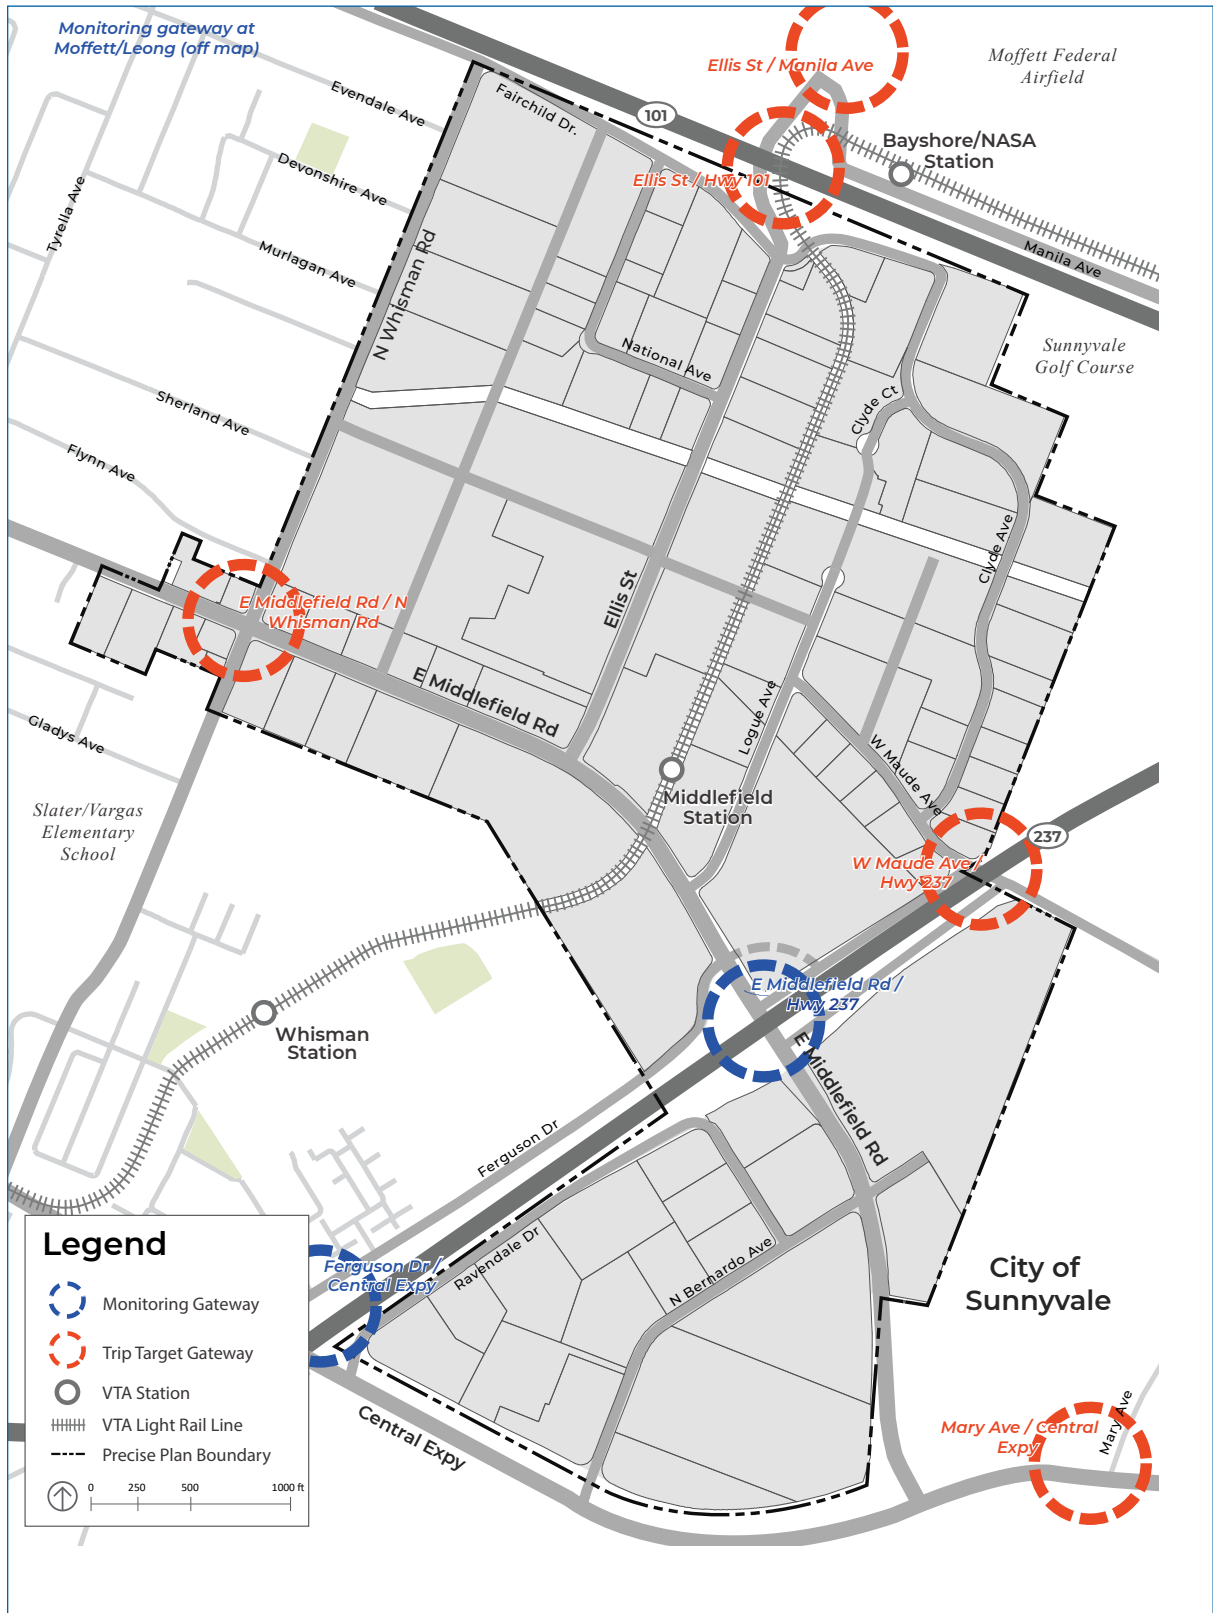 Monitoring gateway at
Moffett/Leong (off map)
Ellis St / Manila Ave
Moffett Federal
Airfield
Evendale Ave
Fairchild Dr.
101
Bayshore/NASA
Station
Devonshire Ave
Ellis St / Hwy 101
Tyrella Ave
Murlagan Ave
N Whisman Rd
Manila Ave
National Ave
Sunnyvale
Golf Course
Sherland Ave
Clyde Ct
Flynn Ave
Clyde Ave
Ellis St
E Middlefield Rd / N
Whisman Rd
E Middlefield Rd
Logue Ave
Gladys Ave
W Maude Ave
Middlefield
Station
Slater/Vargas
Elementary
School
237
W Maude Ave /
Hwy 237
E Middlefield Rd /
Hwy 237
Whisman
Station
E Middlefield Rd
Ferguson Dr
Legend
Monitoring Gateway
Trip Target Gateway
VTA Station
VTA Light Rail Line
Precise Plan Boundary
0 250 500 1000 ft
Ferguson Dr /
Central Expy
Ravendale Dr
N Bernardo Ave
City of
Sunnyvale
Central Expy
Mary Ave / Central
Expy
Mary Ave